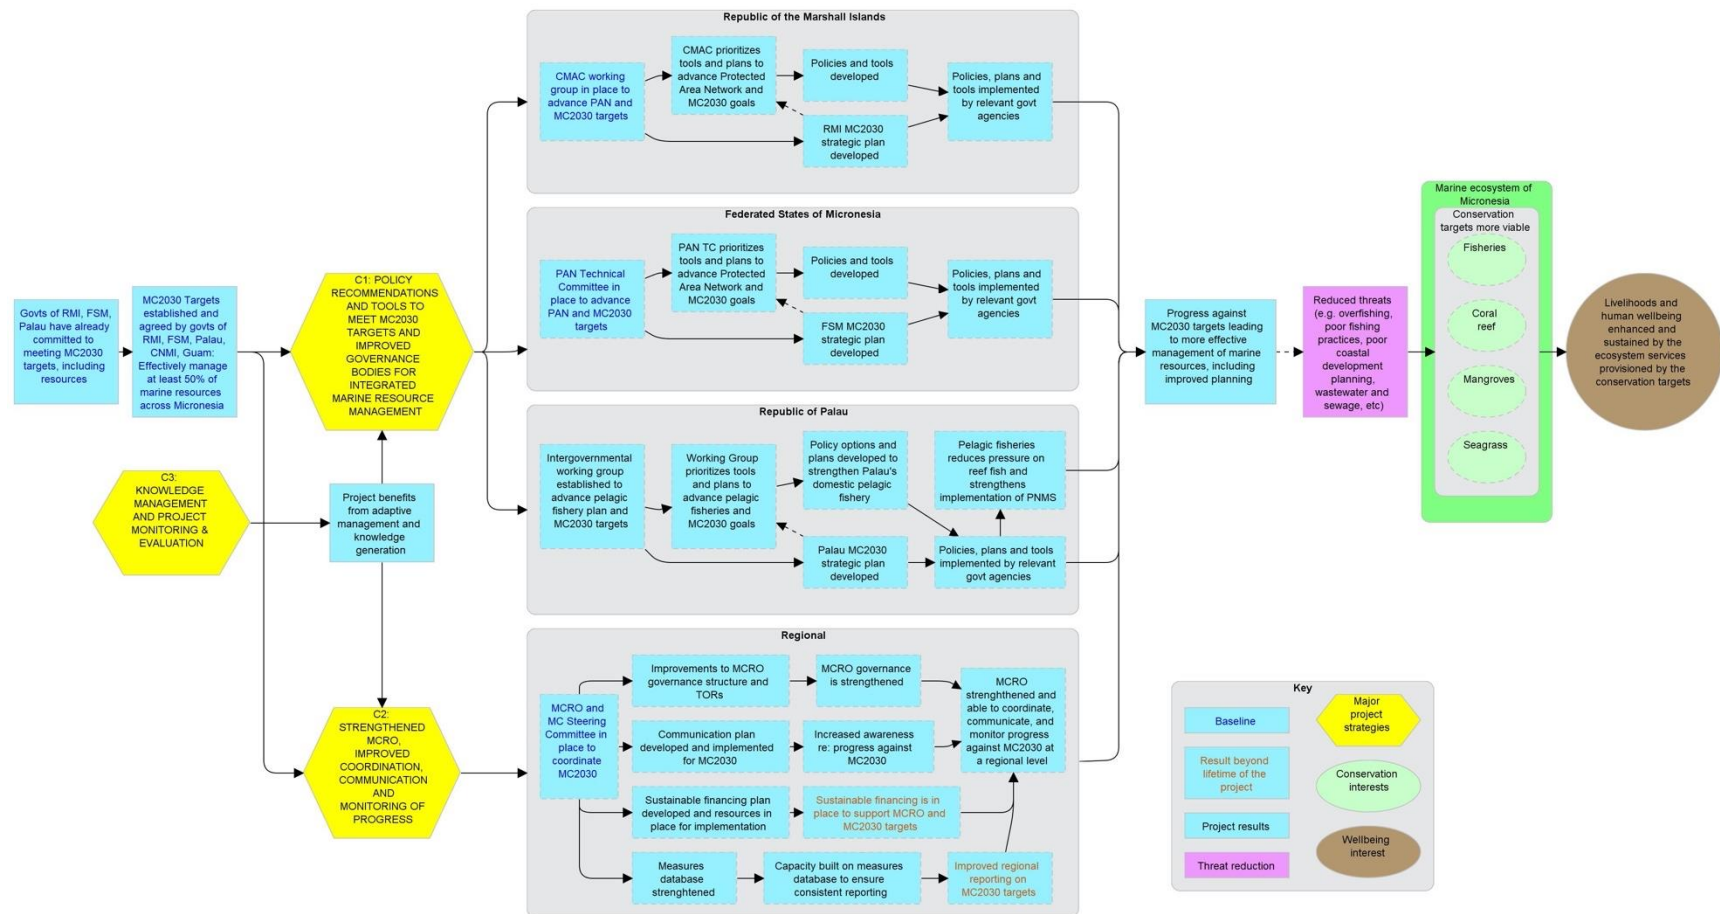 Republic of the Marshall Islands
CMAC working
group in place to
advance PAN and
MC2030 targets
CMAC prioritizes
tools and plans to
advance Protected
Area Network and
MC2030 goals
Policies and tools
developed
RMI MC2030
strategic plan
developed
Policies, plans and
tools implemented
by relevant govt
agencies
Federated States of Micronesia
PAN Technical
Committee in
place to advance
PAN and MC2030
targets
PAN TC prioritizes
tools and plans to
advance Protected
Area Network and
MC2030 goals
Policies and tools
developed
FSM MC2030
strategic plan
developed
Policies, plans and
tools implemented
by relevant govt
agencies
Govts of RMI, FSM,
Palau have already
committed to
meeting MC2030
targets, including
resources
MC2030 Targets
established and
agreed by govts of
RMI, FSM, Palau,
CNMI, Guam:
Effectively manage
at least 50% of
marine resources
across Micronesia
C1: POLICY
RECOMMENDATIONS
AND TOOLS TO
MEET MC2030
TARGETS AND
IMPROVED
GOVERNANCE
BODIES FOR
INTEGRATED
MARINE RESOURCE
MANAGEMENT
C3:
KNOWLEDGE
MANAGEMENT
AND PROJECT
MONITORING &
EVALUATION
Project benefits
from adaptive
management and
knowledge
generation
C2:
STRENGTHENED
MCRO,
IMPROVED
COORDINATION,
COMMUNICATION
AND
MONITORING OF
PROGRESS
Republic of Palau
Intergovernmental
working group
established to
advance pelagic
fishery plan and
MC2030 targets
Working Group
prioritizes tools
and plans to
advance pelagic
fisheries and
MC2030 goals
Policy options and
plans developed to
strengthen Palau's
domestic pelagic
fishery
Pelagic fisheries
reduces pressure on
reef fish and
strengthens
implementation of PNMS
Palau MC2030
strategic plan
developed
Policies, plans and tools
implemented by relevant
govt agencies
Regional
MCRO and
MC Steering
Committee in
place to
coordinate
MC2030
Improvements to MCRO
governance structure and
TORs
MCRO governance
is strengthened
Communication plan
developed and implemented
for MC2030
Increased awareness
re: progress against
MC2030
MCRO
strenghthened and
able to coordinate,
communicate, and
monitor progress
against MC2030 at
a regional level
Sustainable financing plan
developed and resources in
place for implementation
Sustainable financing is in
place to support MCRO and
MC2030 targets
Measures
database
strenghtened
Capacity built on measures
database to ensure
consistent reporting
Improved regional
reporting on
MC2030 targets
Progress against
MC2030 targets leading
to more effective
management of marine
resources, including
improved planning
Reduced threats
(e.g. overfishing,
poor fishing
practices, poor
coastal
development
planning,
wastewater and
sewage, etc)
Marine ecosystem of
Micronesia
Conservation
targets more viable
Fisheries
Coral
reef
Mangroves
Seagrass
Livelihoods and
human wellbeing
enhanced and
sustained by the
ecosystem services
provisioned by the
conservation targets
Key
Baseline
Result beyond
lifetime of the
project
Project results
Threat reduction
Major
project
strategies
Conservation
interests
Wellbeing
interest